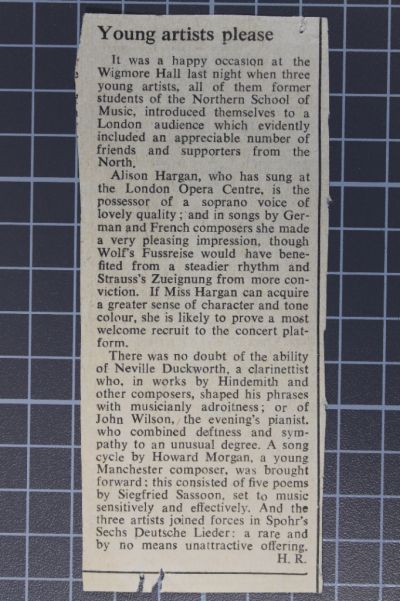 Young artists please
It was a happy occasion at the
Wigmore Hall last night when three
young artists, all of them former
students of the Northern School of
Music, introduced themselves to a
London audience which evidently
included an appreciable number of
friends and supporters from the
North.
Alison Hargan, who has sung at
the London Opera Centre, is the
possessor of a soprano voice of
lovely quality; and in songs by Ger-
man and French composers she made
a very pleasing impression, though
Wolf's Fussreise would have bene-
fited from a steadier rhythm and
Strauss's Zueignung from more con-
viction. If Miss Hargan can acquire
a greater sense of character and tone
colour, she is likely to prove a most
welcome recruit to the concert plat-
form.
There was no doubt of the ability
of Neville Duckworth, a clarinettist
who, in works by Hindemith and
other composers, shaped his phrases
with musicianly adroitness; or of
John Wilson, the evening's pianist,
who combined deftness and sym-
pathy to an unusual degree. A song
cycle by Howard Morgan, a young
Manchester composer, was brought
forward; this consisted of five poems
by Siegfried Sassoon, set to music
sensitively and effectively. And the
three artists joined forces in Spohr's
Sechs Deutsche Lieder: a rare and
by no means unattractive offering.
H. R.